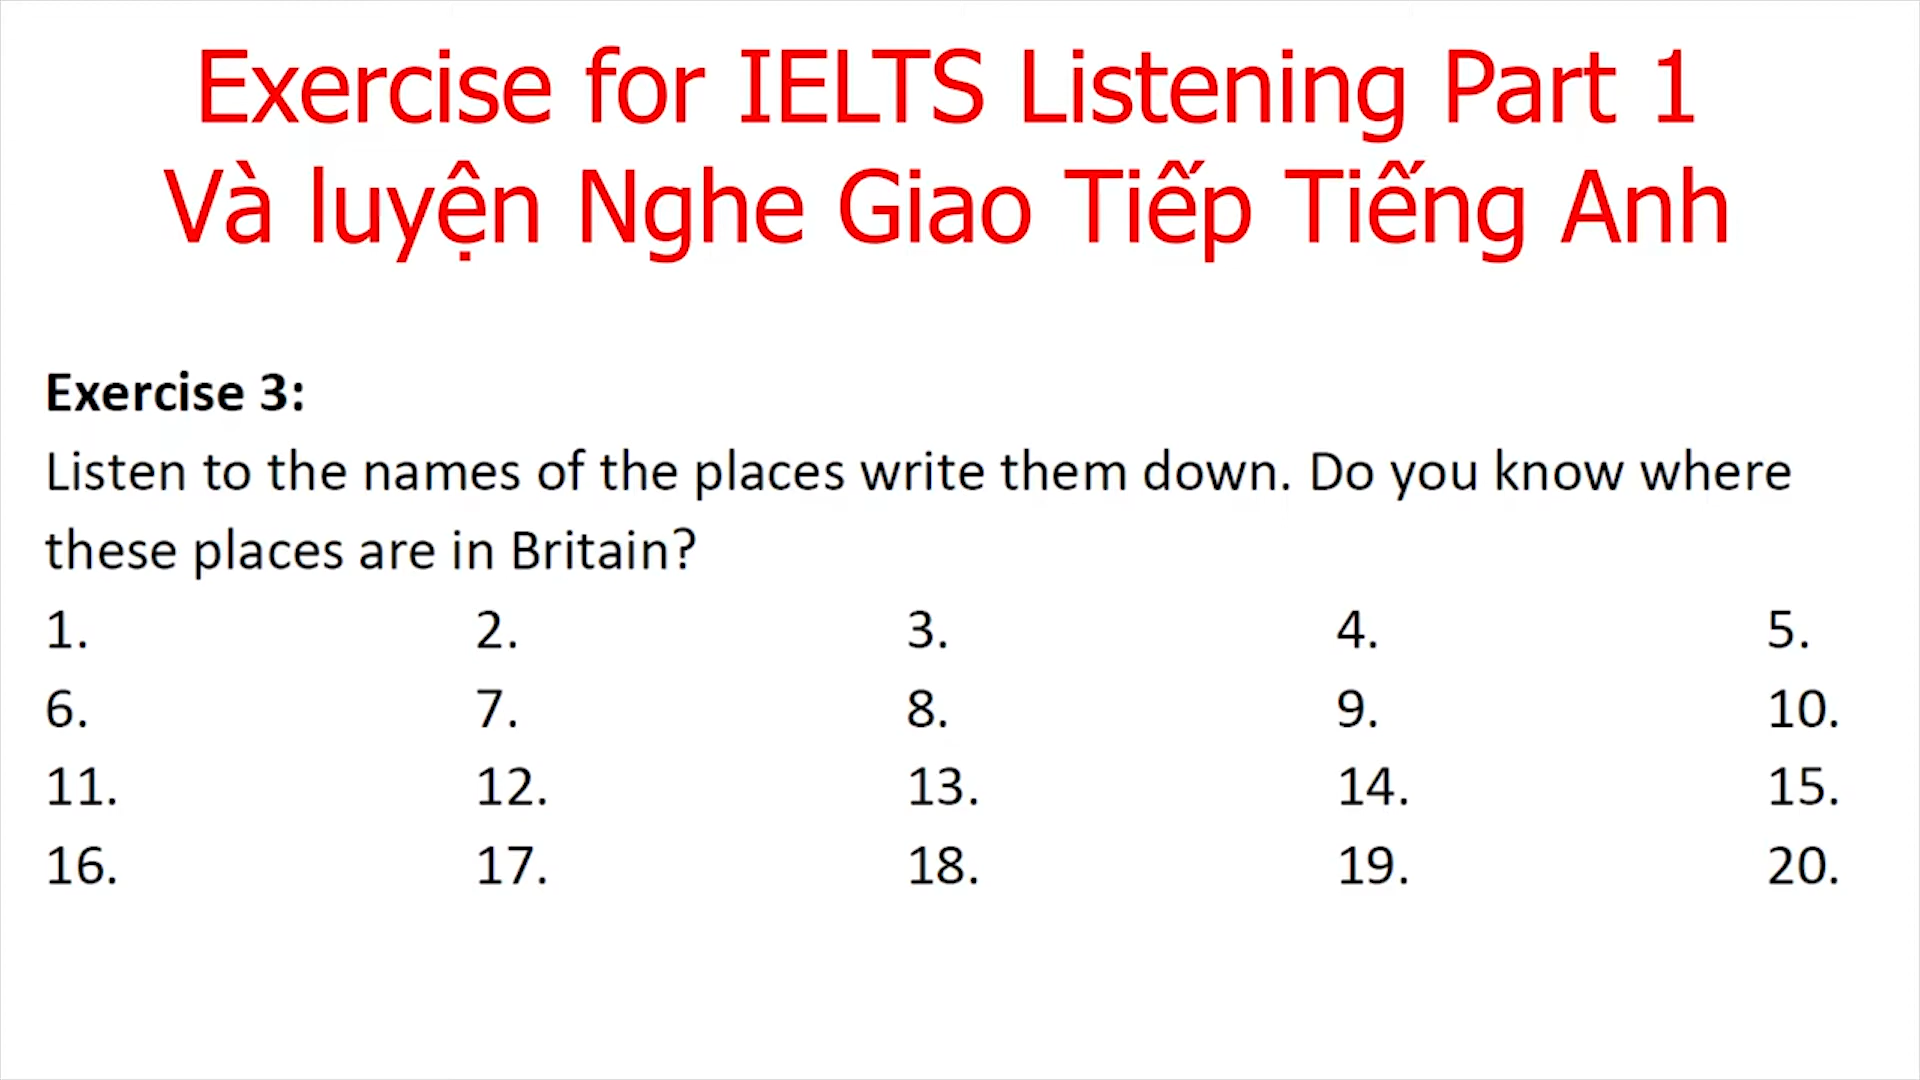 Exercise for IELTS Listening Part 1
Và luyện Nghe Giao Tiếp Tiếng Anh
Exercise 3:
Listen to the names of the places write them down. Do you know where
these places are in Britain?
1. 2. 3. 4. 5.
6. 7. 8. 9. 10.
11. 12. 13. 14. 15.
16. 17. 18. 19. 20.